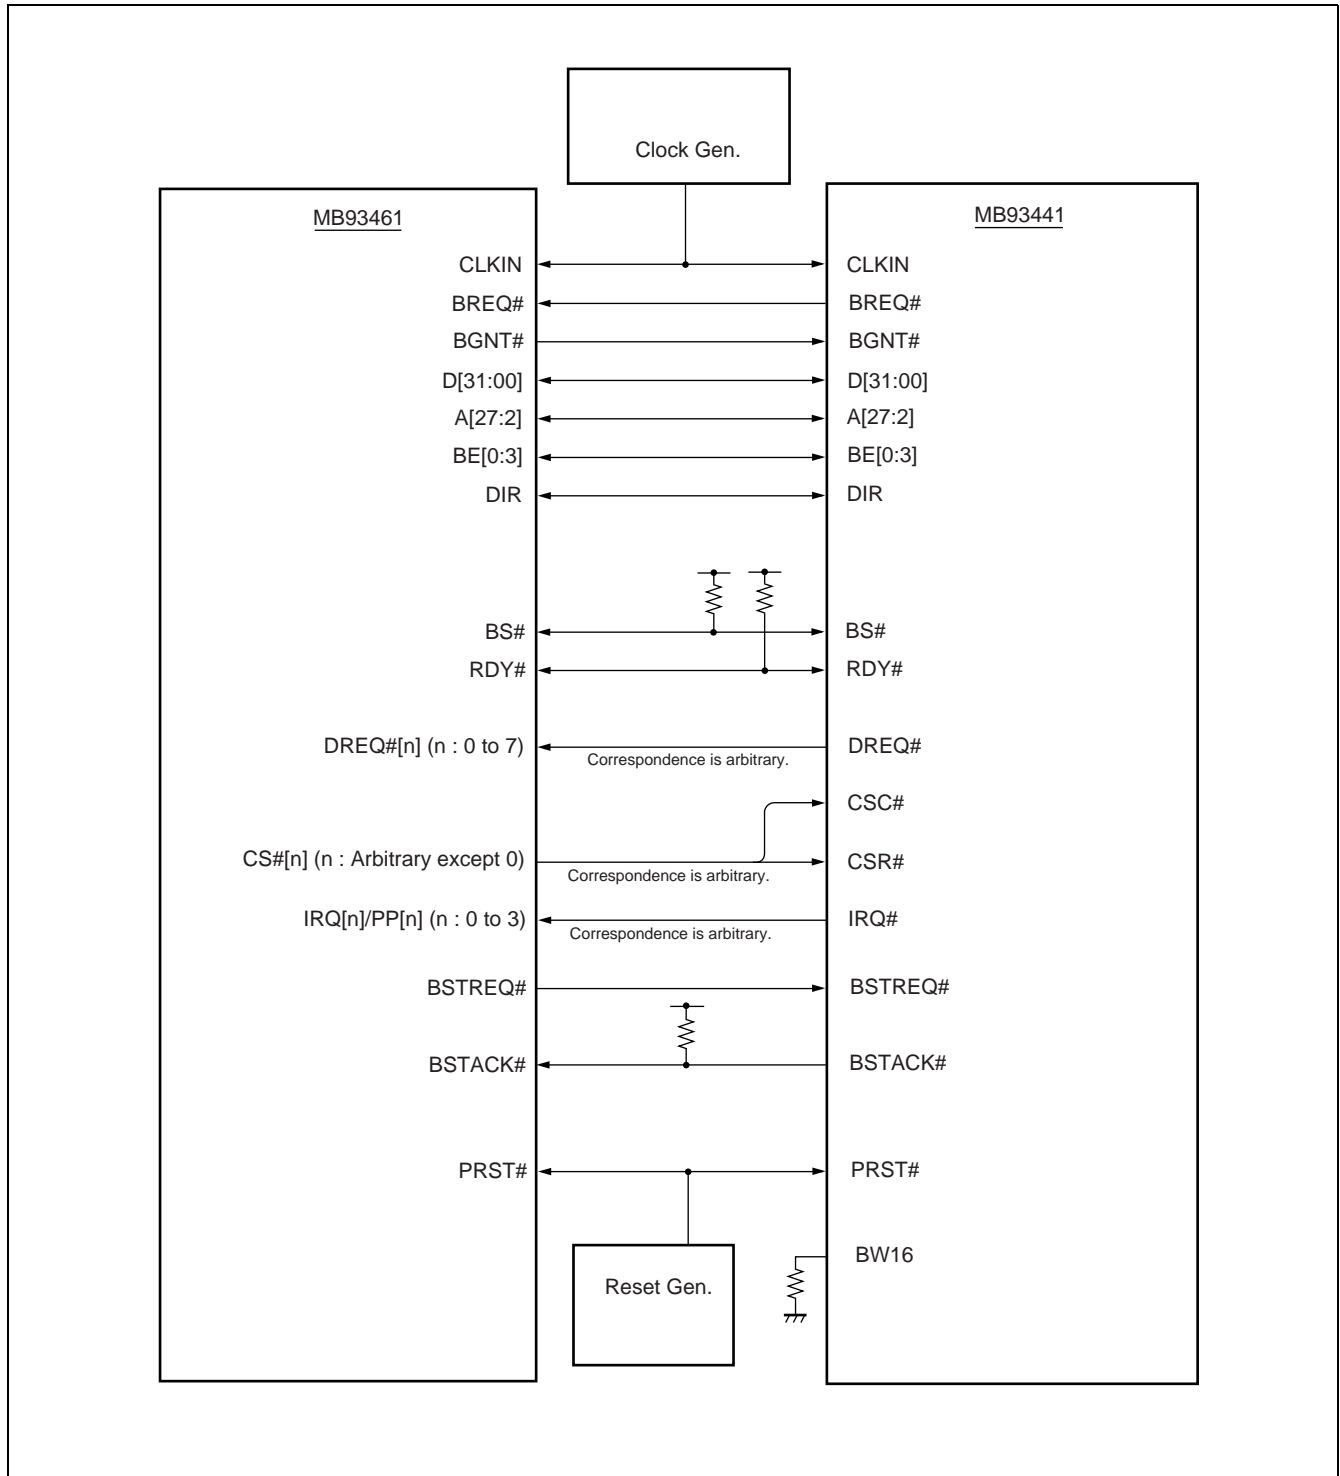 Clock Gen.
MB93461
MB93441
CLKIN
CLKIN
BREQ#
BREQ#
BGNT#
BGNT#
D[31:00]
D[31:00]
A[27:2]
A[27:2]
BE[0:3]
BE[0:3]
DIR
DIR
BS#
BS#
RDY#
RDY#
DREQ#[n] (n : 0 to 7)
DREQ#
Correspondence is arbitrary.
CSC#
CS#[n] (n : Arbitrary except 0)
CSR#
Correspondence is arbitrary.
IRQ[n]/PP[n] (n : 0 to 3)
IRQ#
Correspondence is arbitrary.
BSTREQ#
BSTREQ#
BSTACK#
BSTACK#
PRST#
PRST#
BW16
Reset Gen.